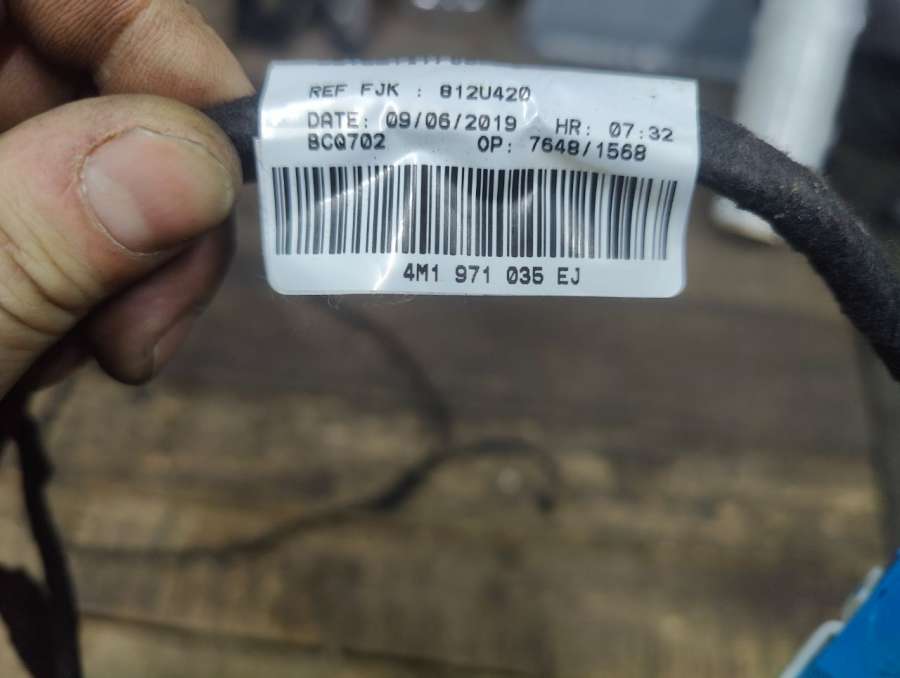 REF FJK : 812U420
DATE: 09/06/2019 HR: 07:32
BCQ702 OP: 7648/1568
4M1 971 035 EJ